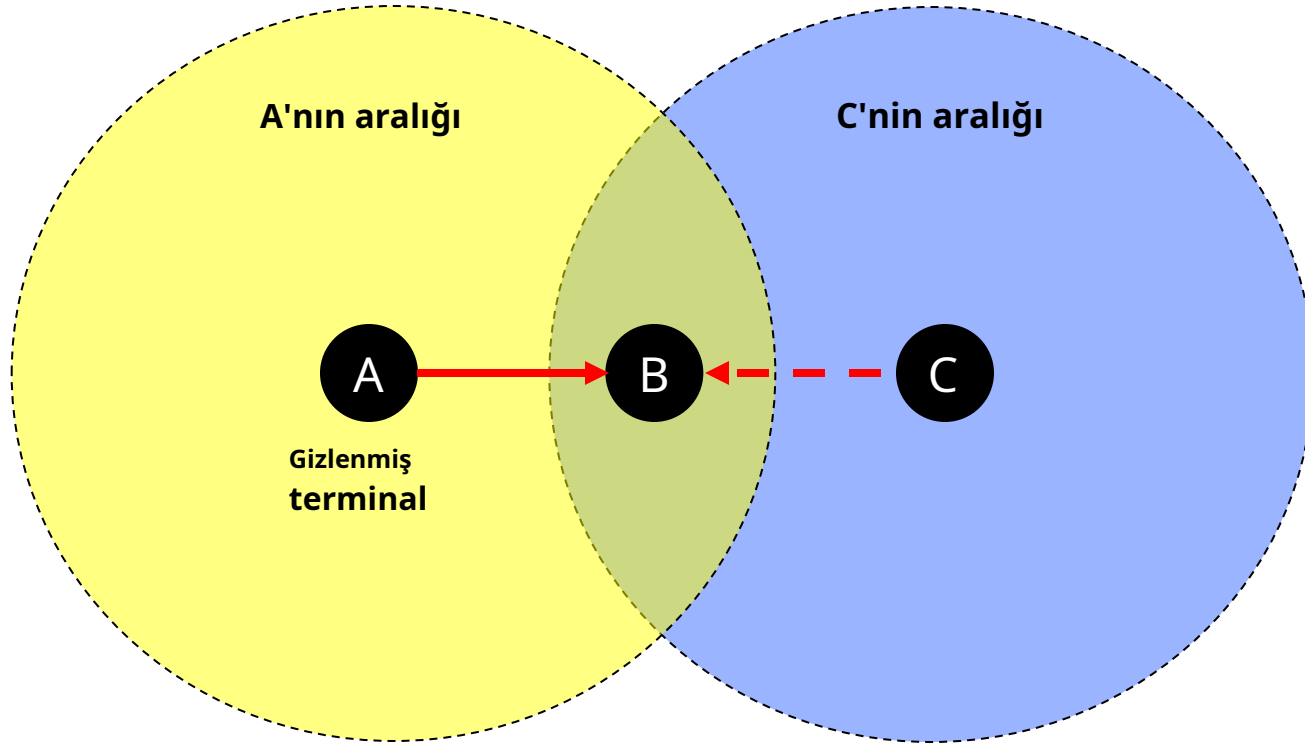 A'nın aralığı
C'nin aralığı
A
B
C
Gizlenmiş
terminal